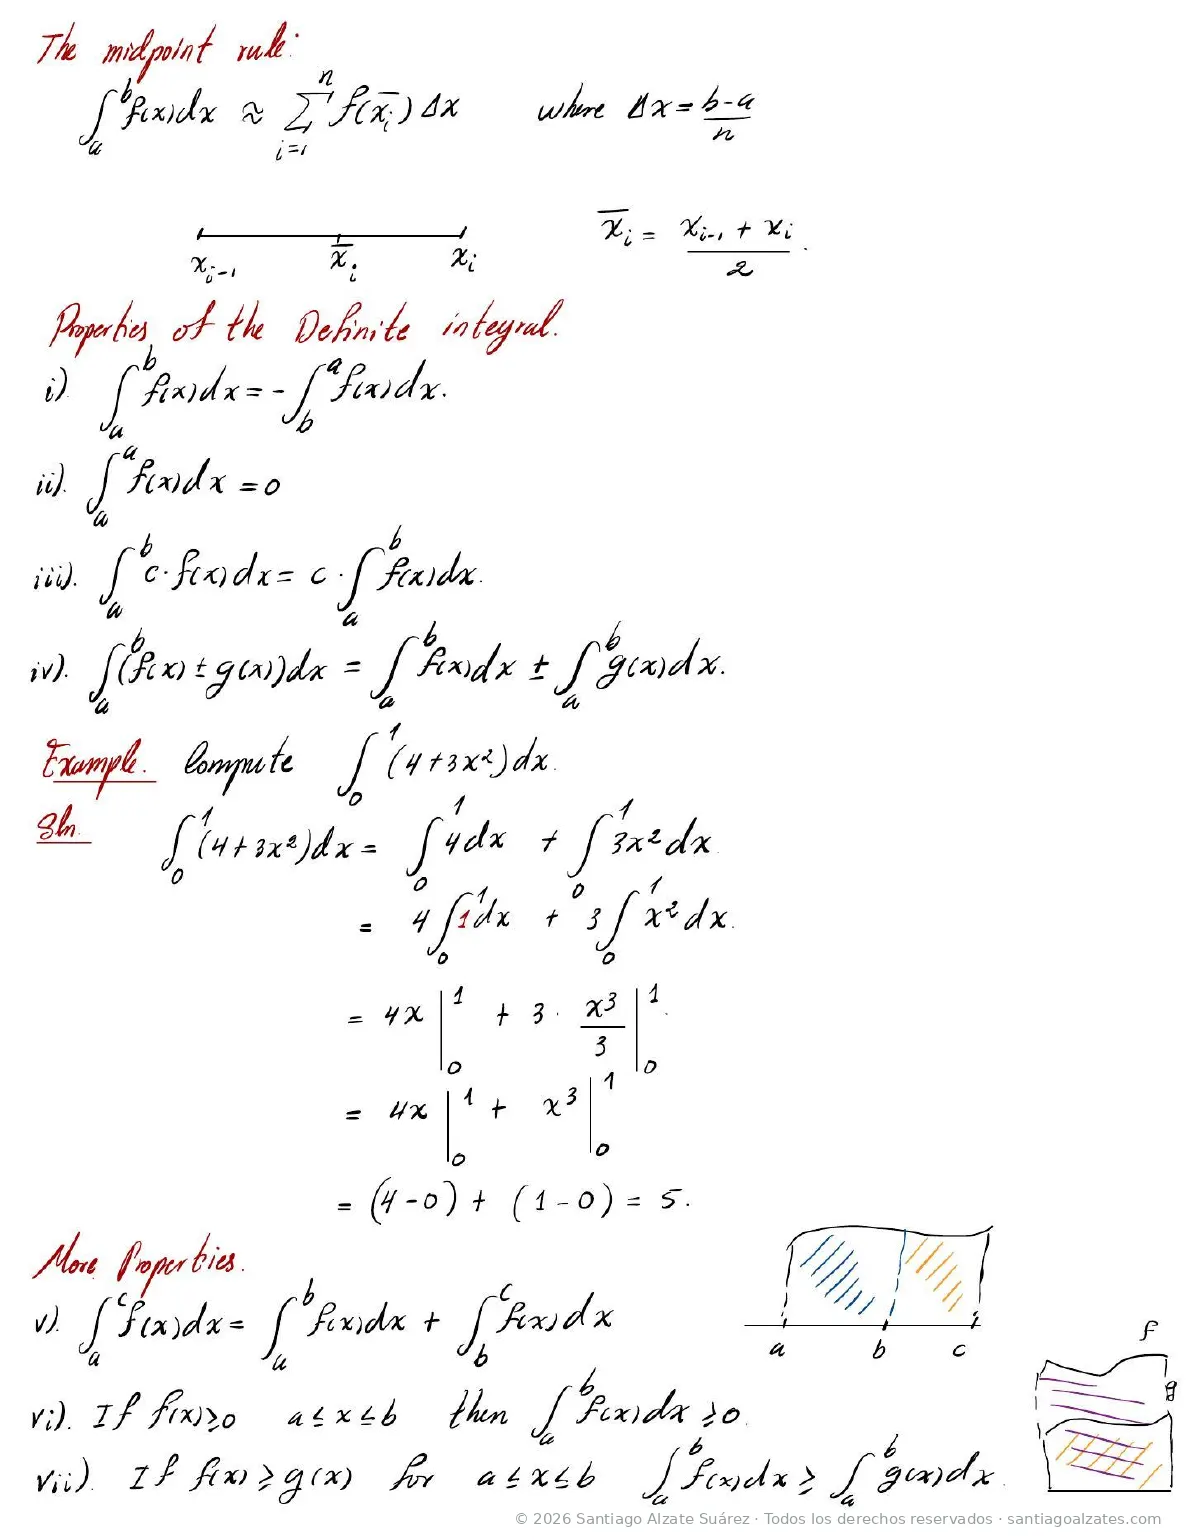 The midpoint rule:
∫_a^b f(x)dx ≈ ∑_{i=1}^n f(x̄_i) Δx where Δx = (b-a)/n
x_{i-1} x̄_i x_i x̄_i = (x_{i-1} + x_i)/2.
Properties of the Definite integral.
i). ∫_a^b f(x)dx = -∫_b^a f(x)dx.
ii). ∫_a^a f(x)dx = 0
iii). ∫_a^b c·f(x)dx = c·∫_a^b f(x)dx.
iv). ∫_a^b (f(x) ± g(x))dx = ∫_a^b f(x)dx ± ∫_a^b g(x)dx.
Example. Compute ∫_0^1 (4+3x²)dx.
Sln. ∫_0^1 (4+3x²)dx = ∫_0^1 4dx + ∫_0^1 3x²dx
= 4∫_0^1 1dx + 3∫_0^1 x²dx.
= 4x |_0^1 + 3· x³/3 |_0^1.
= 4x |_0^1 + x³ |_0^1
= (4-0) + (1-0) = 5.
More Properties.
v). ∫_a^c f(x)dx = ∫_a^b f(x)dx + ∫_b^c f(x)dx
a b c
f
g
vi). If f(x)≥0 a≤x≤b then ∫_a^b f(x)dx ≥0.
vii). If f(x) ≥ g(x) for a≤x≤b ∫_a^b f(x)dx ≥ ∫_a^b g(x)dx.
© 2026 Santiago Alzate Suárez · Todos los derechos reservados · santiagoalzates.com